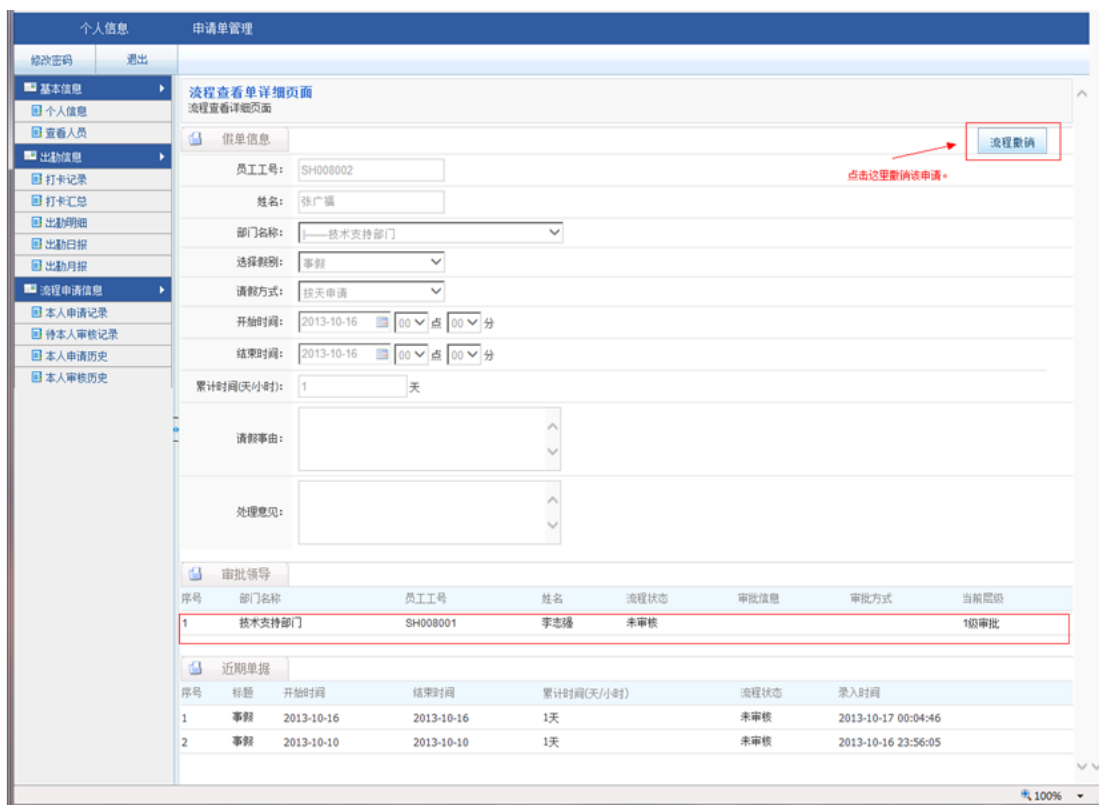 个人信息 申请单管理
修改密码 退出
基本信息
个人信息
查看人员
出勤信息
打卡记录
打卡汇总
出勤明细
出勤日报
出勤月报
流程申请信息
本人申请记录
待本人审核记录
本人申请历史
本人审核历史
流程查看单详细页面
流程查看详细页面
假单信息
流程撤销
点击这里撤销该申请。
员工工号: SH008002
姓名: 张广福
部门名称: |——技术支持部门
选择假别: 事假
请假方式: 按天申请
开始时间: 2013-10-16 00 点 00 分
结束时间: 2013-10-16 00 点 00 分
累计时间(天/小时): 1 天
请假事由:
处理意见:
审批领导
序号 部门名称 员工工号 姓名 流程状态 审批信息 审批方式 当前层级
1 技术支持部门 SH008001 李志强 未审核 1级审批
近期单据
序号 标题 开始时间 结束时间 累计时间(天/小时) 流程状态 录入时间
1 事假 2013-10-16 2013-10-16 1天 未审核 2013-10-17 00:04:46
2 事假 2013-10-10 2013-10-10 1天 未审核 2013-10-16 23:56:05
100%